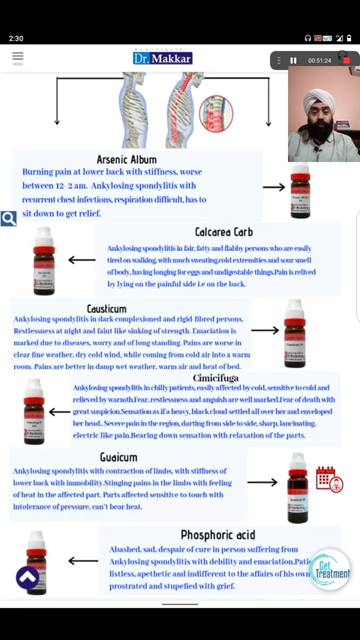 2:30
00:51:24
MENU
Dr. Makkar
Arsenic Album
Burning pain at lower back with stiffness, worse
between 12- 2 am. Ankylosing spondylitis with
recurrent chest infections, respiration difficult, has to
sit down to get relief.
Calcarea Carb
Ankylosing spondylitis in fair, fatty and flabby persons who are easily
tired on walking, with much sweating,cold extremities and sour smell
of body, having longing for eggs and undigestable things.Pain is relived
by lying on the painful side i.e on the back.
Causticum
Ankylosing spondylitis in dark complexioned and rigid fibred persons.
Restlessness at night and faint like sinking of strength. Emaciation is
marked due to diseases, worry and of long standing. Pains are worse in
clear fine weather, dry cold wind, while coming from cold air into a warm
room. Pains are better in damp wet weather, warm air and heat of bed.
Cimicifuga
Ankylosing spondylitis in chilly patients, easily affected by cold, sensitive to cold and
relieved by warmth.Fear, restlessness and anguish are well marked.Fear of death with
great suspicion.Sensation as if a heavy, black cloud settled all over her and enveloped
her head,. Severe pain in the region, darting from side to side, sharp, lancinating,
electric like pain.Bearing down sensation with relaxation of the parts.
Guaicum
Ankylosing spondylitis with contraction of limbs, with stiffness of
lower back with immobility.Stinging pains in the limbs with feeling
of heat in the affected part. Parts affected sensitive to touch with
intolerance of pressure, can't bear heat.
Phosphoric acid
Abashed, sad, despair of cure in person suffering from
Ankylosing spondylitis with debility and emaciation.Pati
listless, apethetic and indifferent to the affairs of his own
prostrated and stupefied with grief.
Get
Treatment